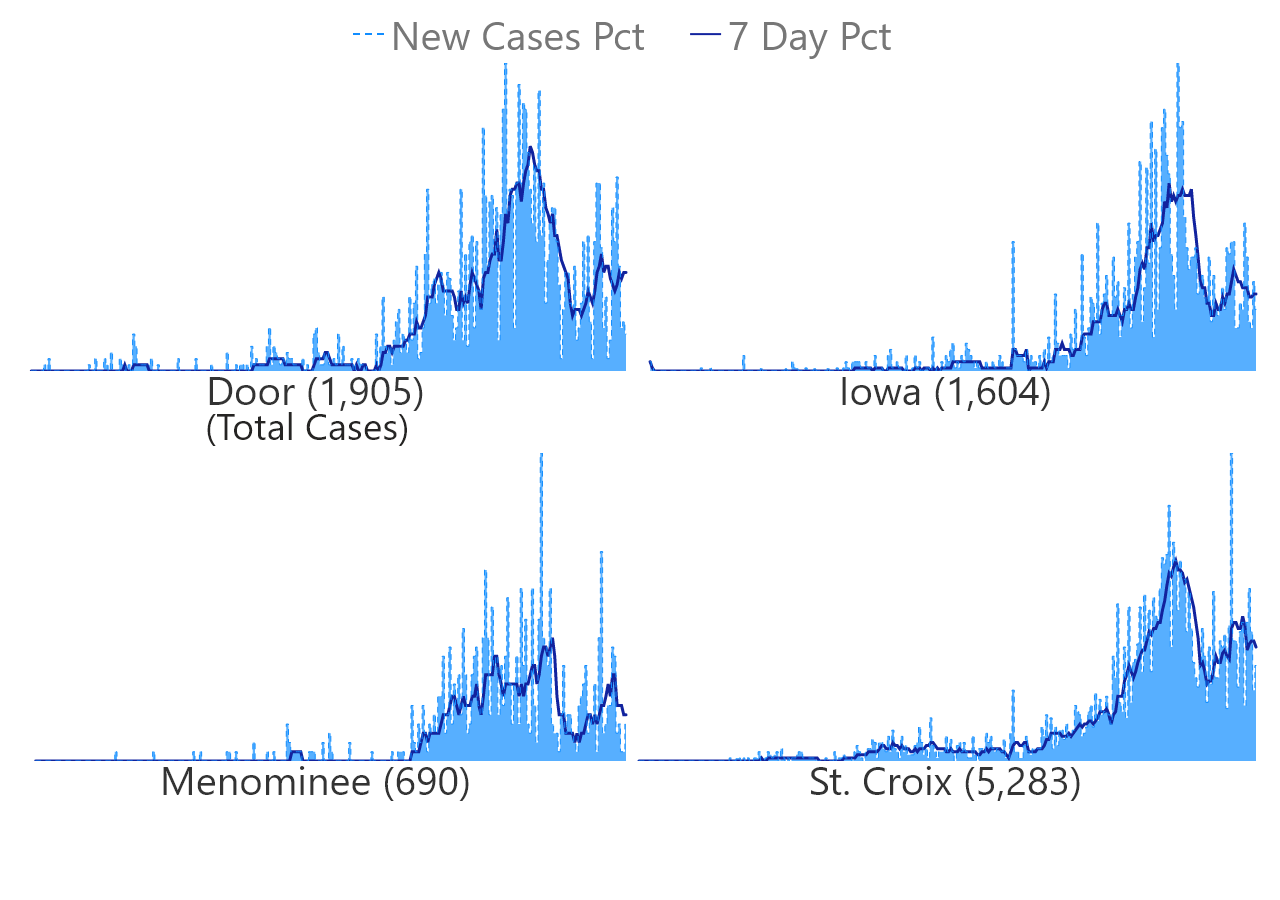 New Cases Pct 7 Day Pct
Door (1,905)
(Total Cases)
Iowa (1,604)
Menominee (690)
St. Croix (5,283)